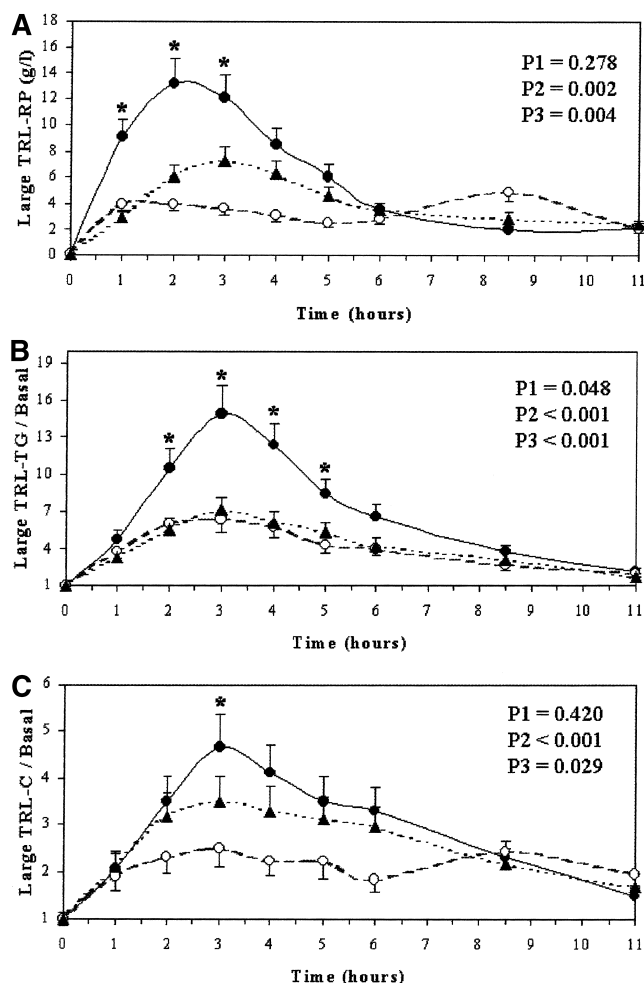 A
Large TRL-RP (g/l)
18
16
14
12
10
8
6
4
2
0
*
*
*
P1 = 0.278
P2 = 0.002
P3 = 0.004
0 1 2 3 4 5 6 7 8 9 10 11
Time (hours)
B
Large TRL-TG / Basal
19
16
13
10
7
4
1
*
*
*
*
P1 = 0.048
P2 < 0.001
P3 < 0.001
0 1 2 3 4 5 6 7 8 9 10 11
Time (hours)
C
Large TRL-C / Basal
6
5
4
3
2
1
*
P1 = 0.420
P2 < 0.001
P3 = 0.029
0 1 2 3 4 5 6 7 8 9 10 11
Time (hours)